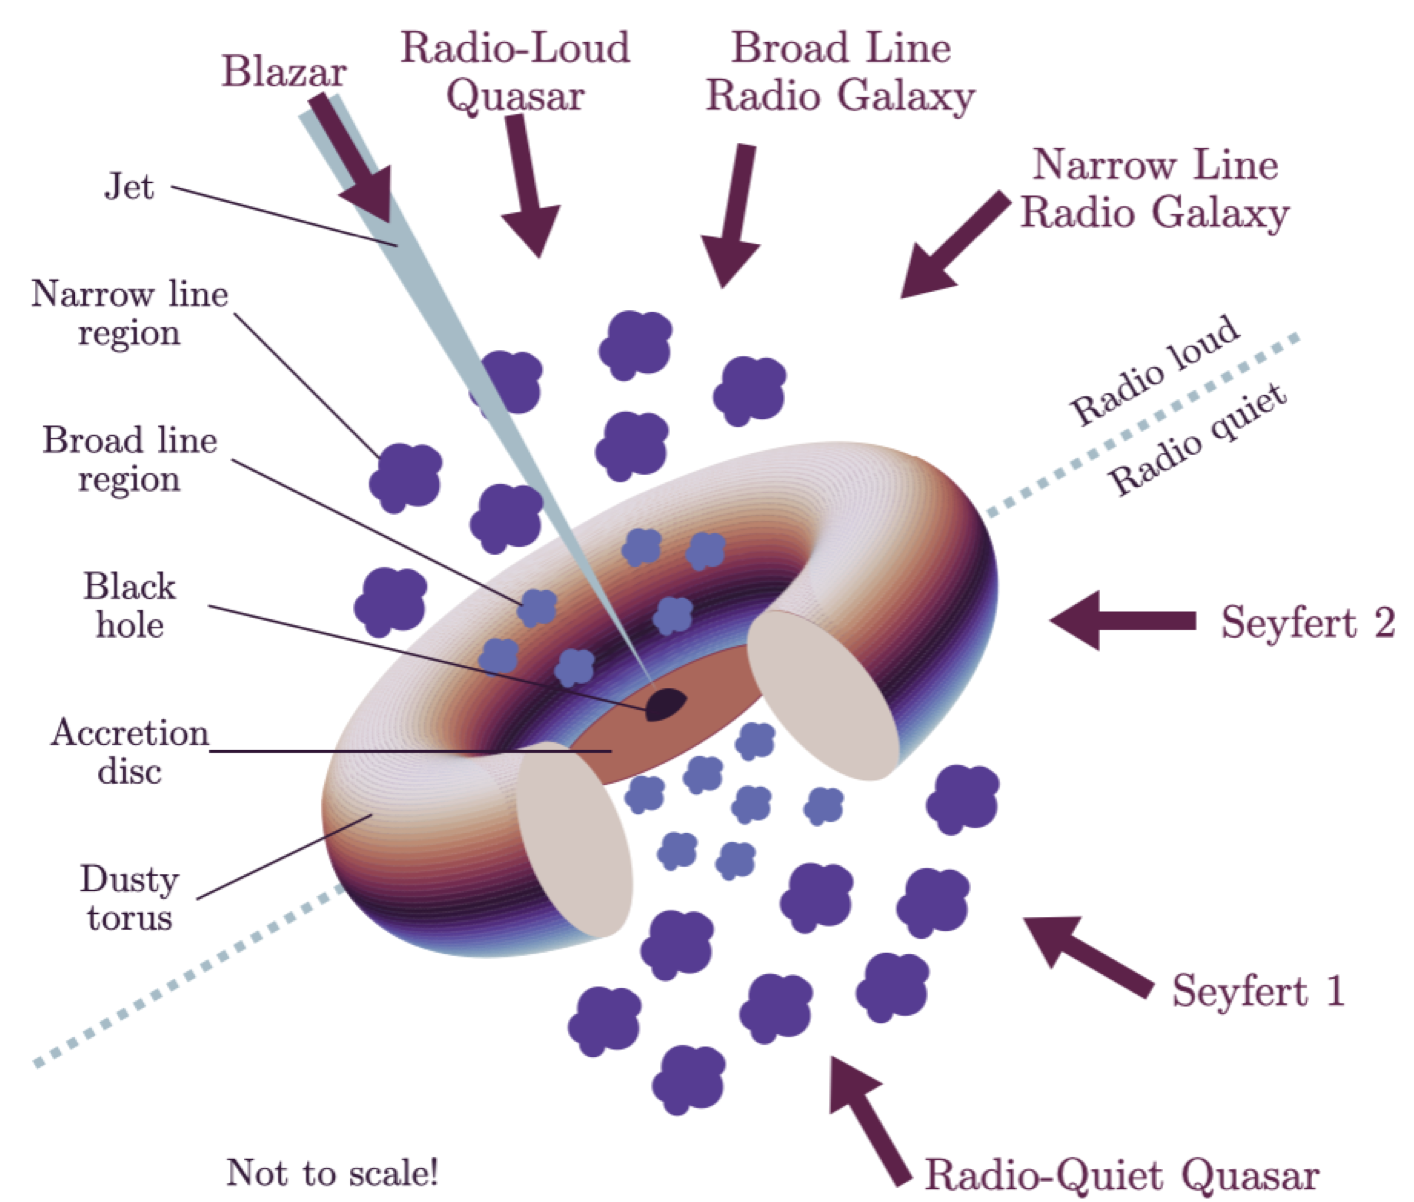 Blazar
Radio-Loud
Quasar
Broad Line
Radio Galaxy
Narrow Line
Radio Galaxy
Jet
Narrow line
region
Broad line
region
Black
hole
Accretion
disc
Dusty
torus
Radio loud
Radio quiet
Seyfert 2
Seyfert 1
Radio-Quiet Quasar
Not to scale!